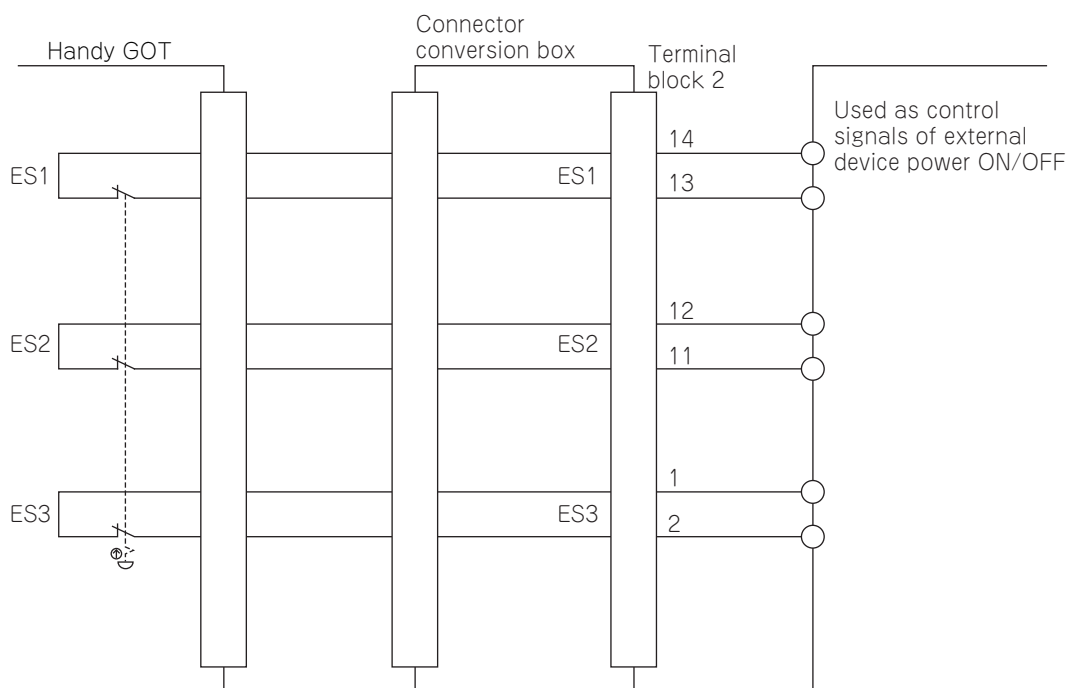 Handy GOT
Connector
conversion box
Terminal
block 2
Used as control
signals of external
device power ON/OFF
ES1
ES1
14
13
ES2
ES2
12
11
ES3
ES3
1
2